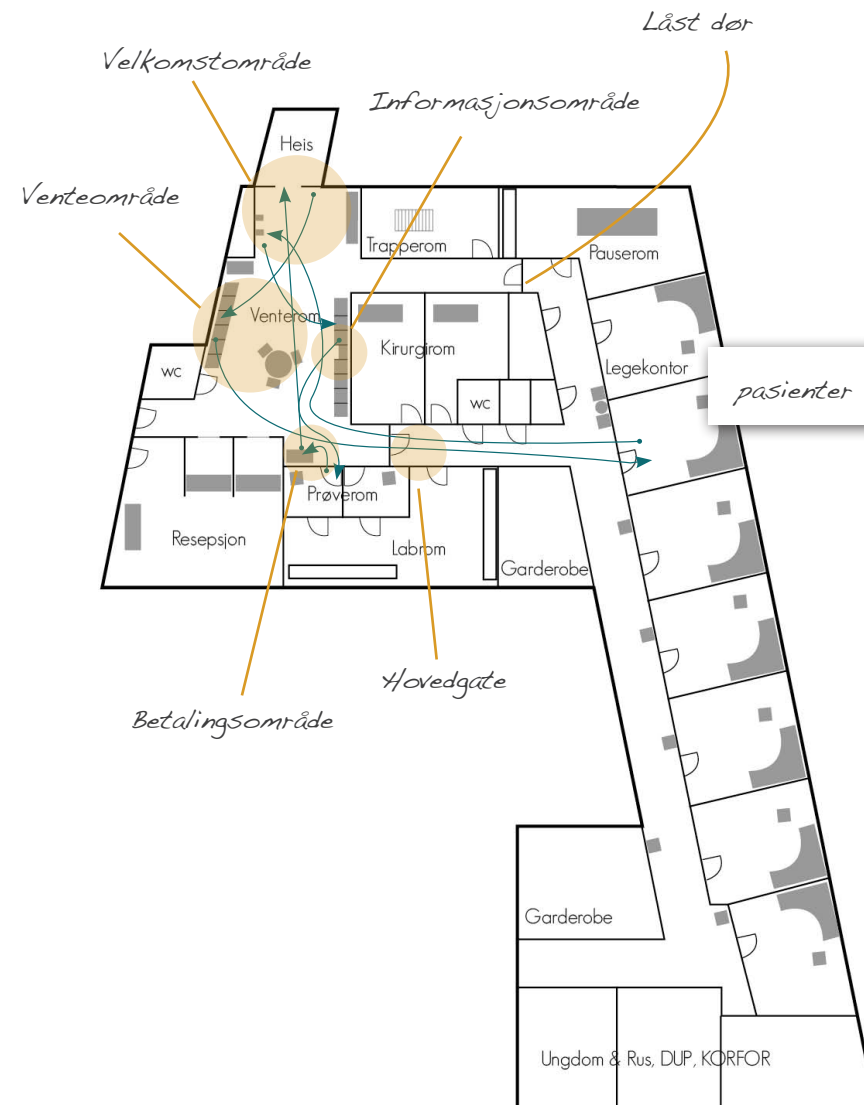 Låst dør
Velkomstområde
Informasjonsområde
Heis
Venteområde
Trapperom
Pauserom
Venterom
Kirurgirom
Legekontor
wc
pasienter
wc
Prøverom
Resepsjon
Labrom
Garderobe
Hovedgate
Betalingsområde
Garderobe
Ungdom & Rus, DUP, KORFOR